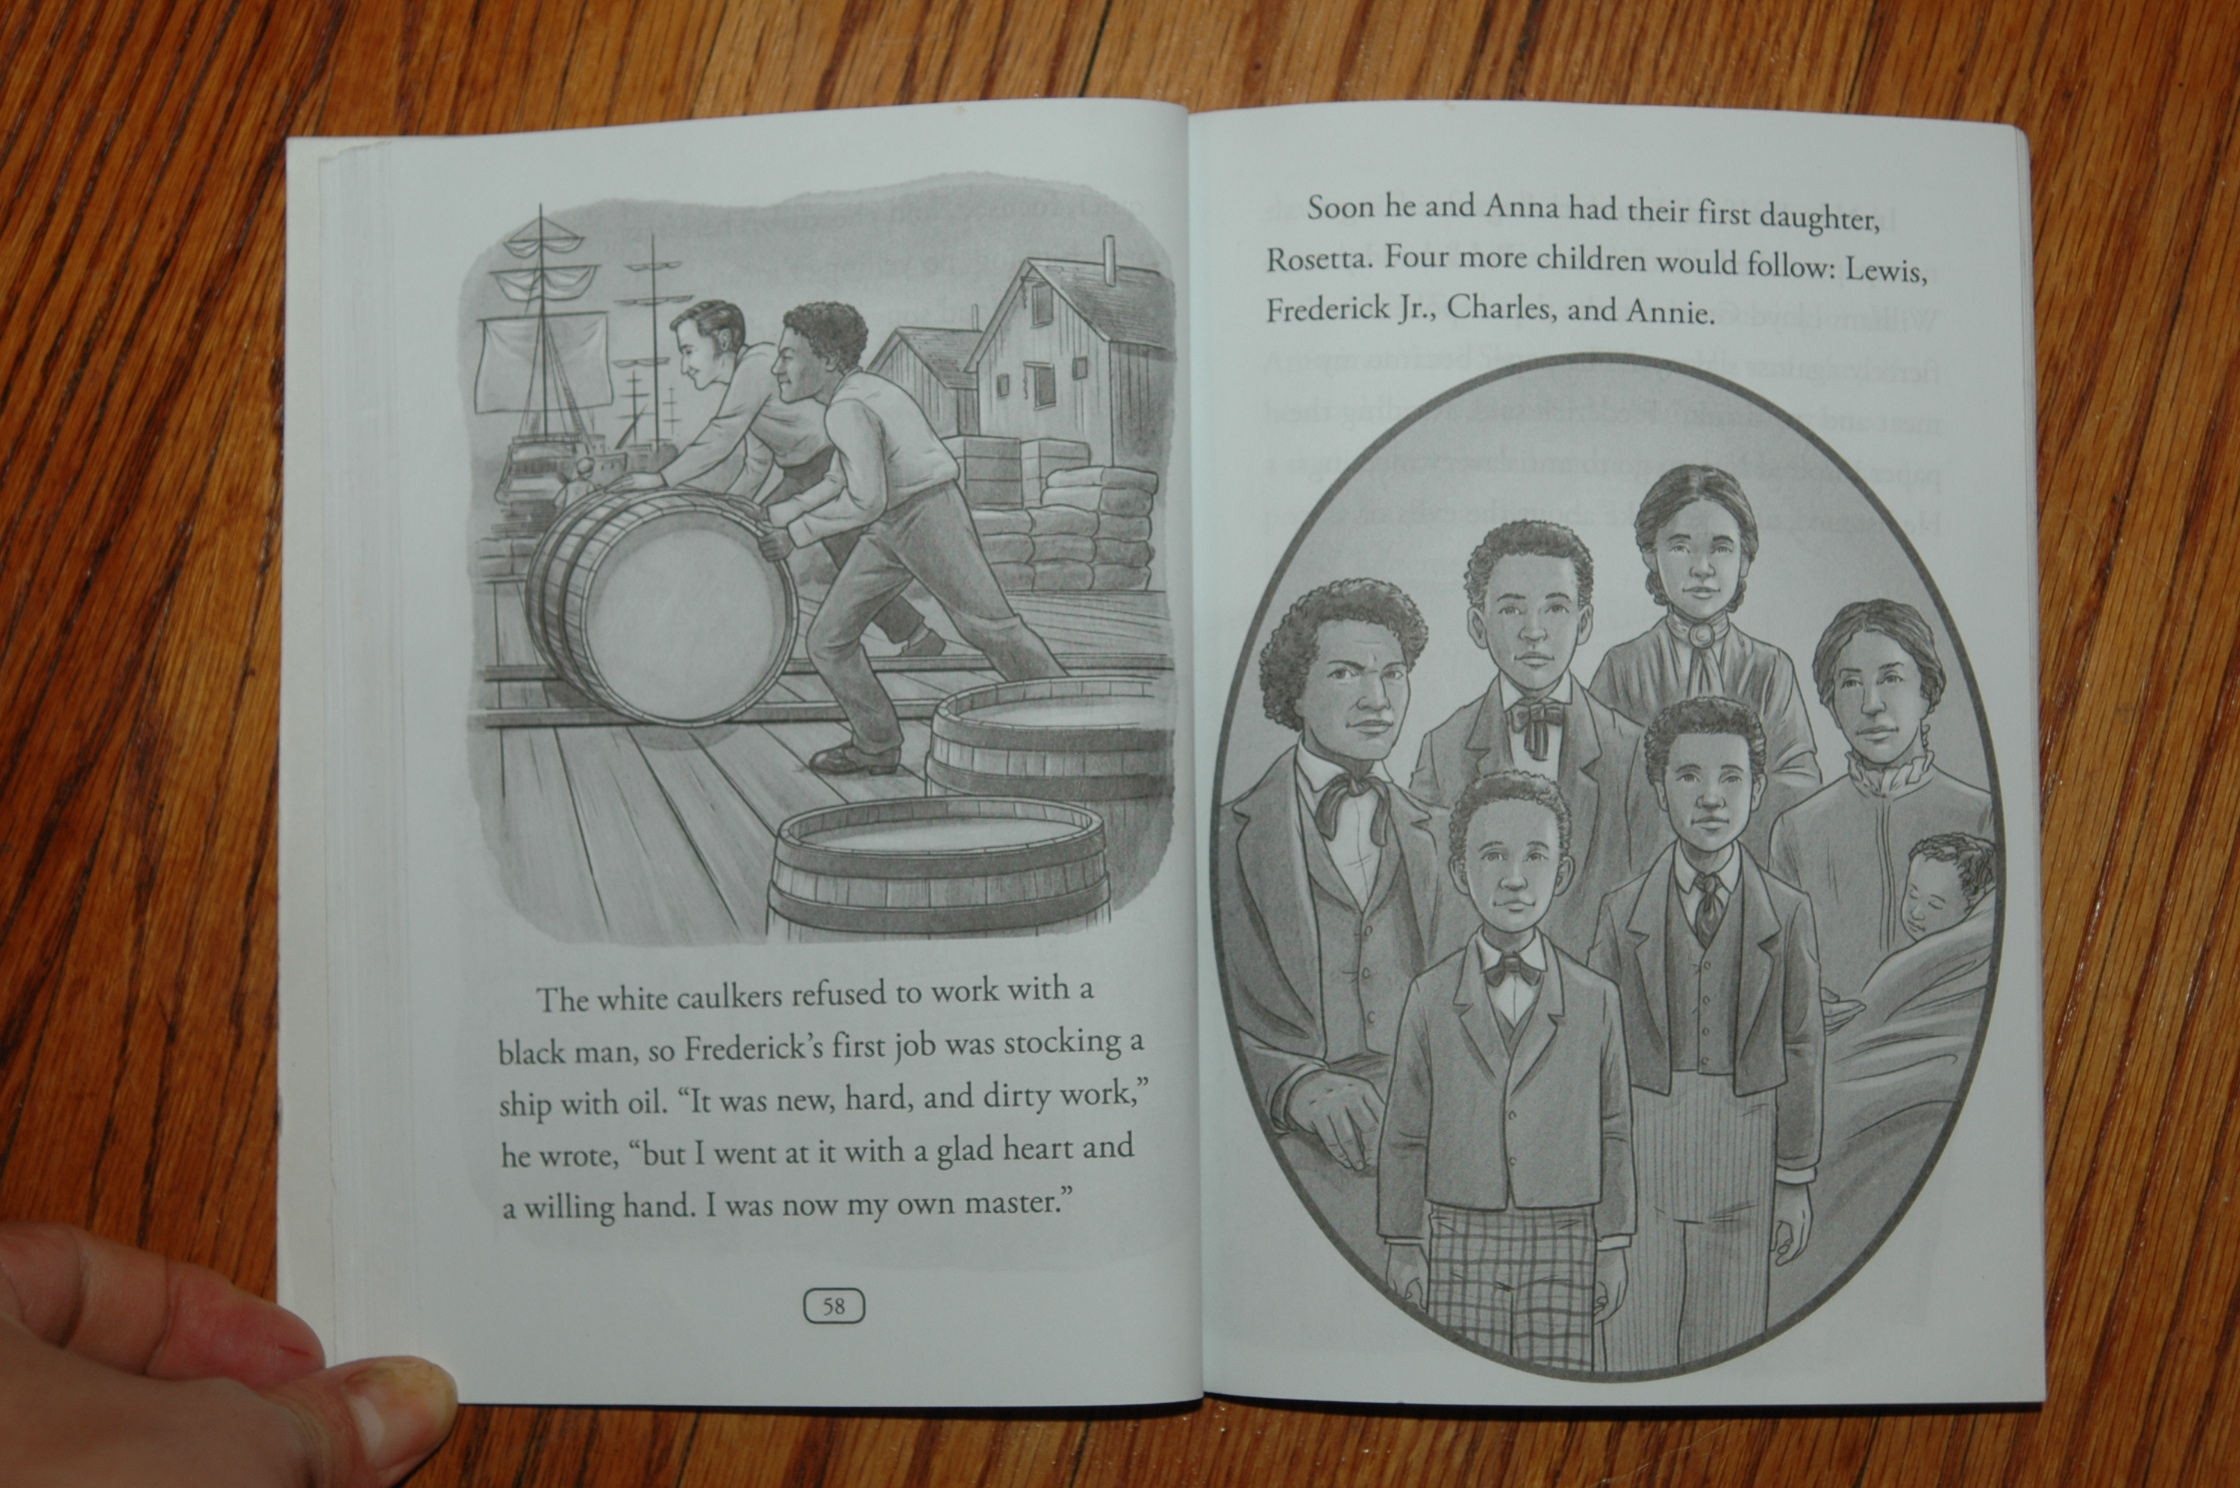 The white caulkers refused to work with a
black man, so Frederick’s first job was stocking a
ship with oil. “It was new, hard, and dirty work,”
he wrote, “but I went at it with a glad heart and
a willing hand. I was now my own master.”
58
Soon he and Anna had their first daughter,
Rosetta. Four more children would follow: Lewis,
Frederick Jr., Charles, and Annie.